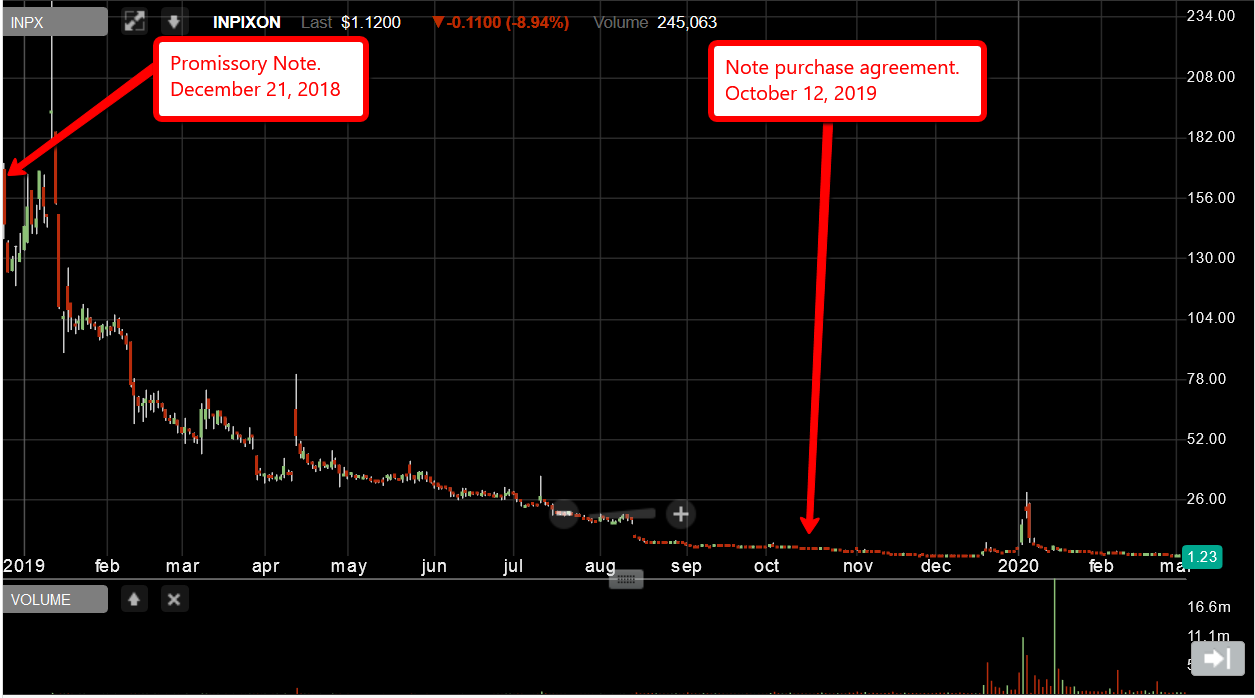 INPX INPIXON Last $1.1200 ▼-0.1100 (-8.94%) Volume 245,063
Promissory Note.
December 21, 2018
Note purchase agreement.
October 12, 2019
234.00
208.00
182.00
156.00
130.00
104.00
78.00
52.00
26.00
1.23
2019 feb mar apr may jun jul aug sep oct nov dec 2020 feb
VOLUME
16.6m
11.1m